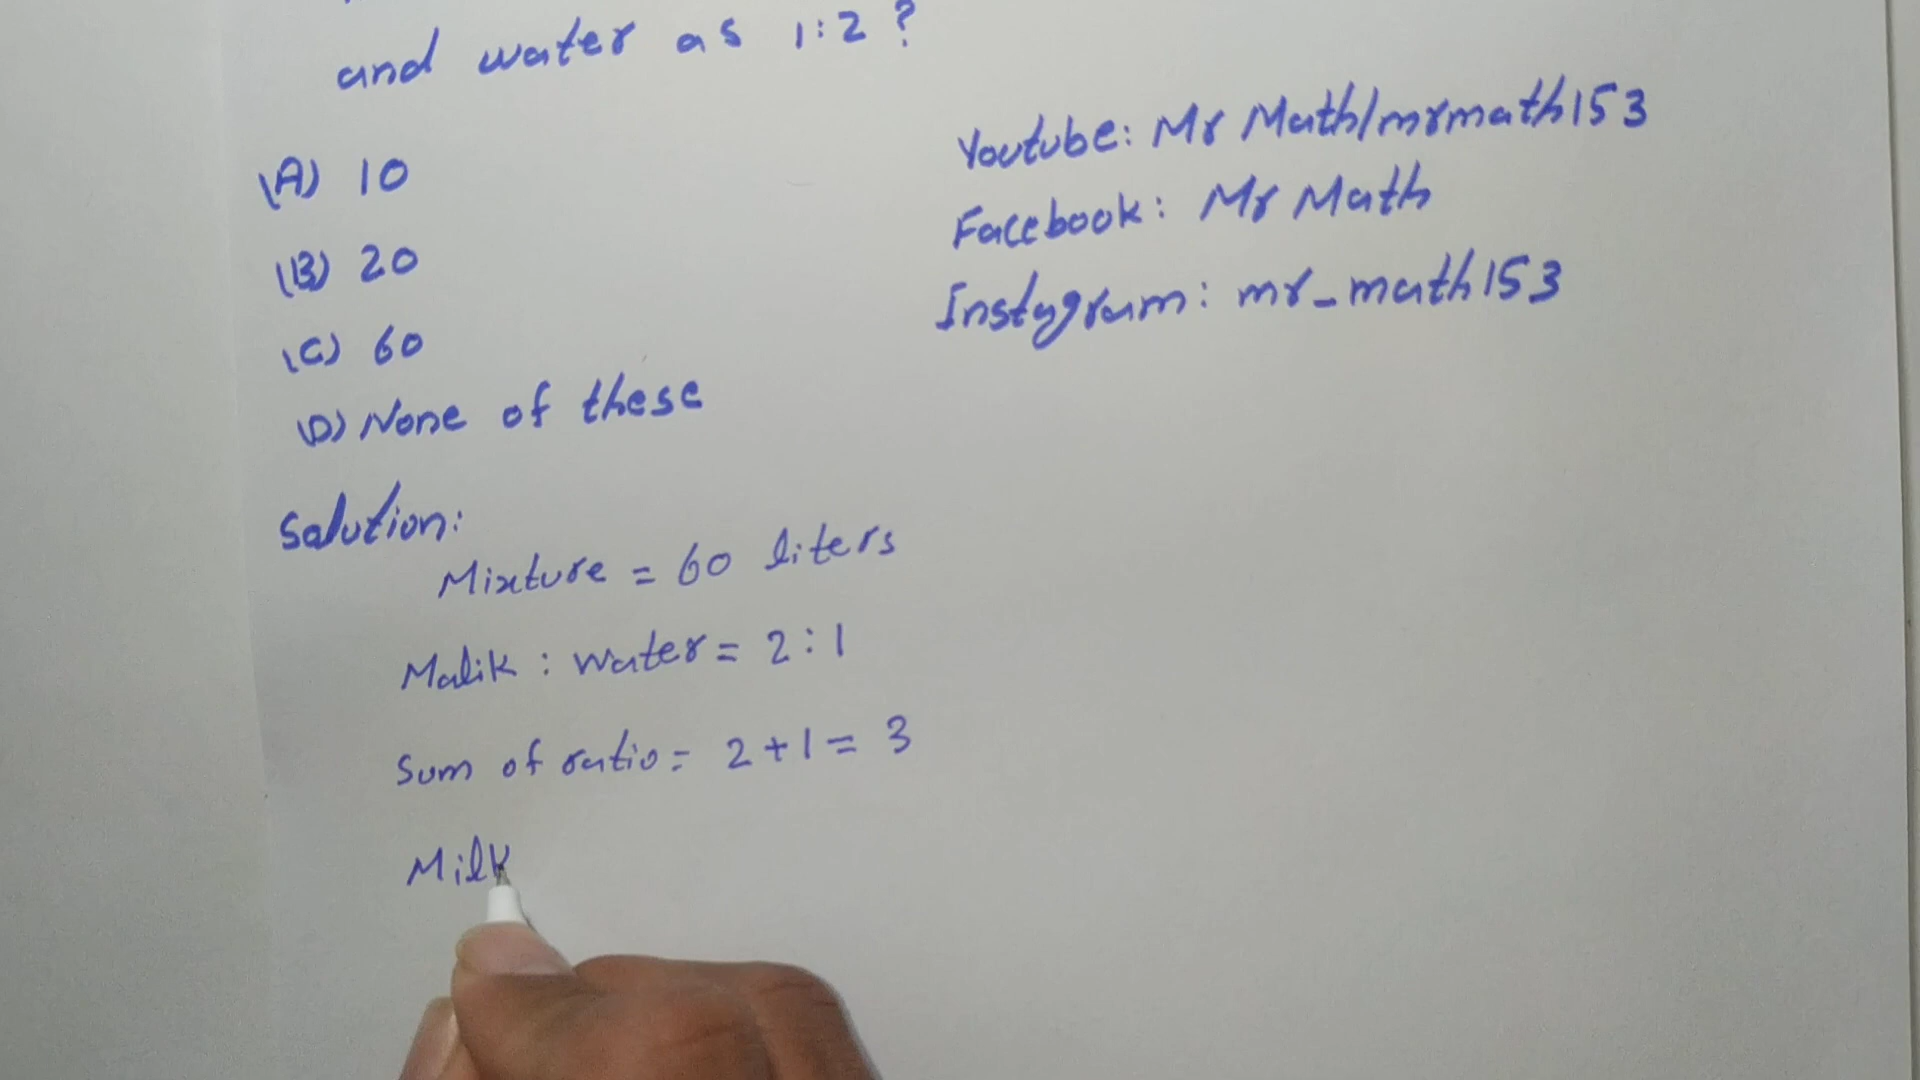 and water as 1:2?
(A) 10
(B) 20
(C) 60
(D) None of these
Youtube: Mr Math/mrmath153
Facebook: Mr Math
Instagram: mr_math153
Solution:
Mixture = 60 liters
Malik : water = 2:1
Sum of ratio = 2+1= 3
Milk